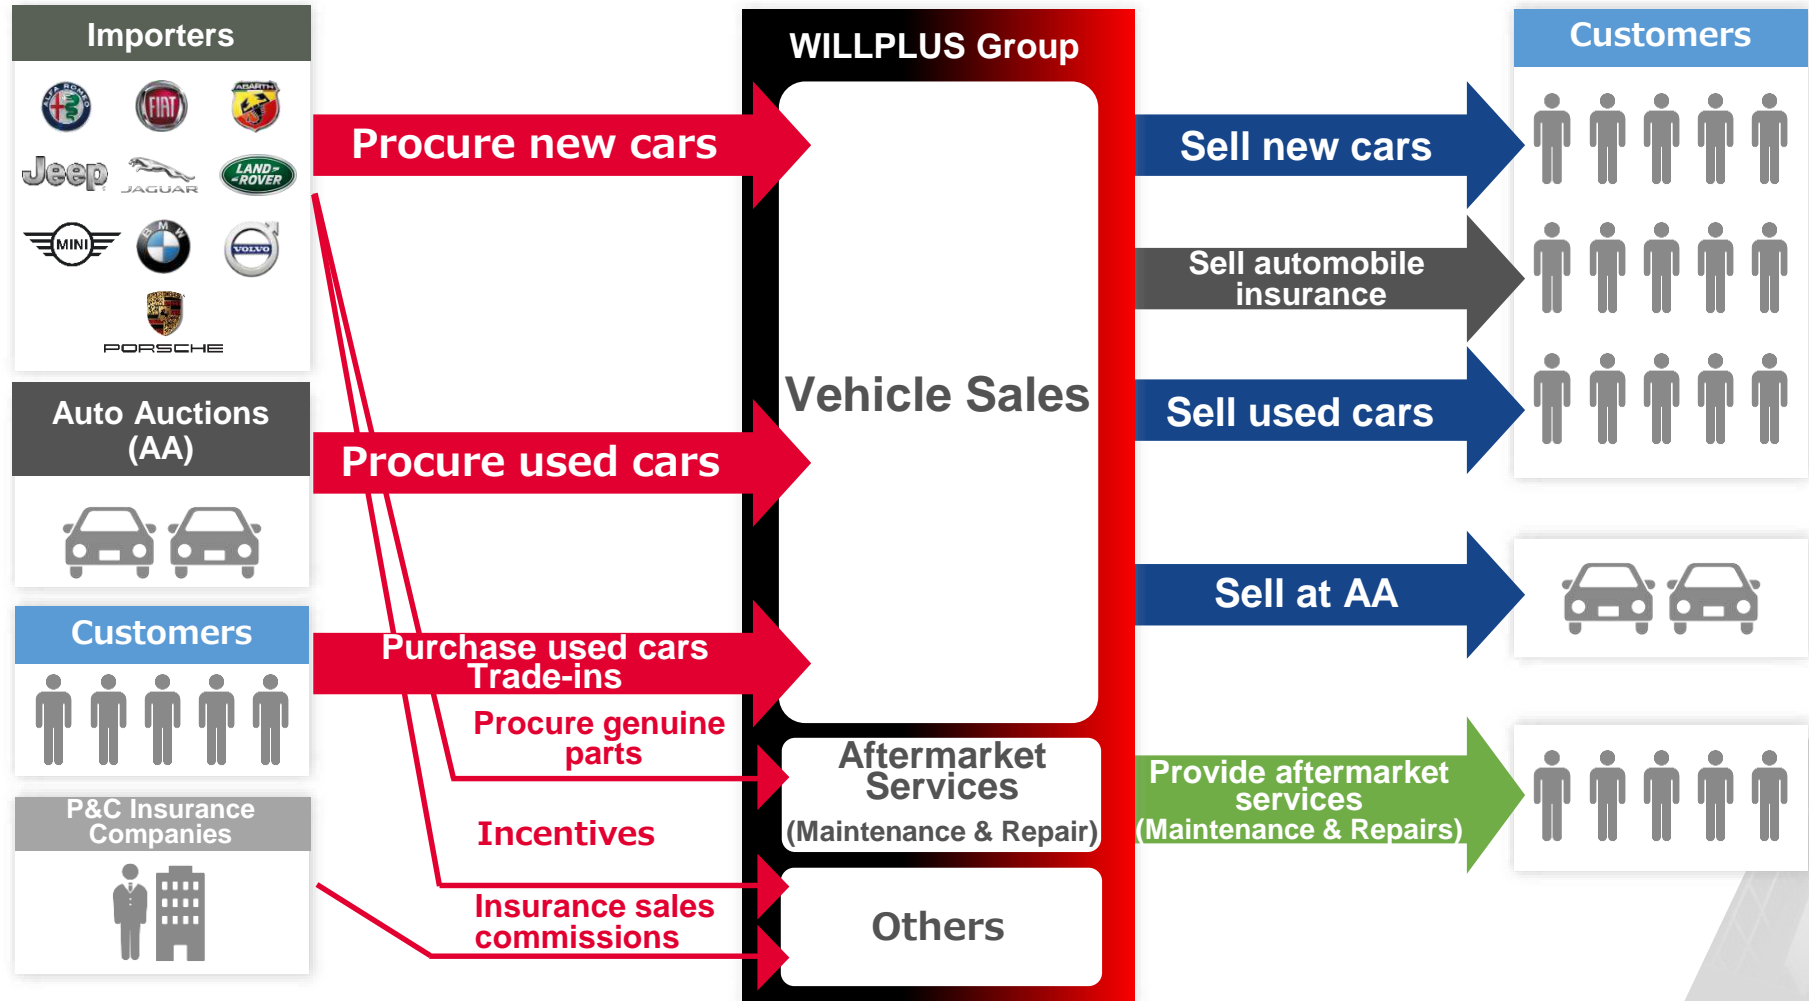 Importers
ALFA ROMEO
FIAT
ABARTH
Jeep
JAGUAR
LAND-
-ROVER
MINI
BMW
VOLVO
PORSCHE
Auto Auctions
(AA)
Customers
P&C Insurance
Companies
Procure new cars
Procure used cars
Purchase used cars
Trade-ins
Procure genuine
parts
Incentives
Insurance sales
commissions
WILLPLUS Group
Vehicle Sales
Aftermarket
Services
(Maintenance & Repair)
Others
Sell new cars
Sell automobile
insurance
Sell used cars
Sell at AA
Provide aftermarket
services
(Maintenance & Repairs)
Customers